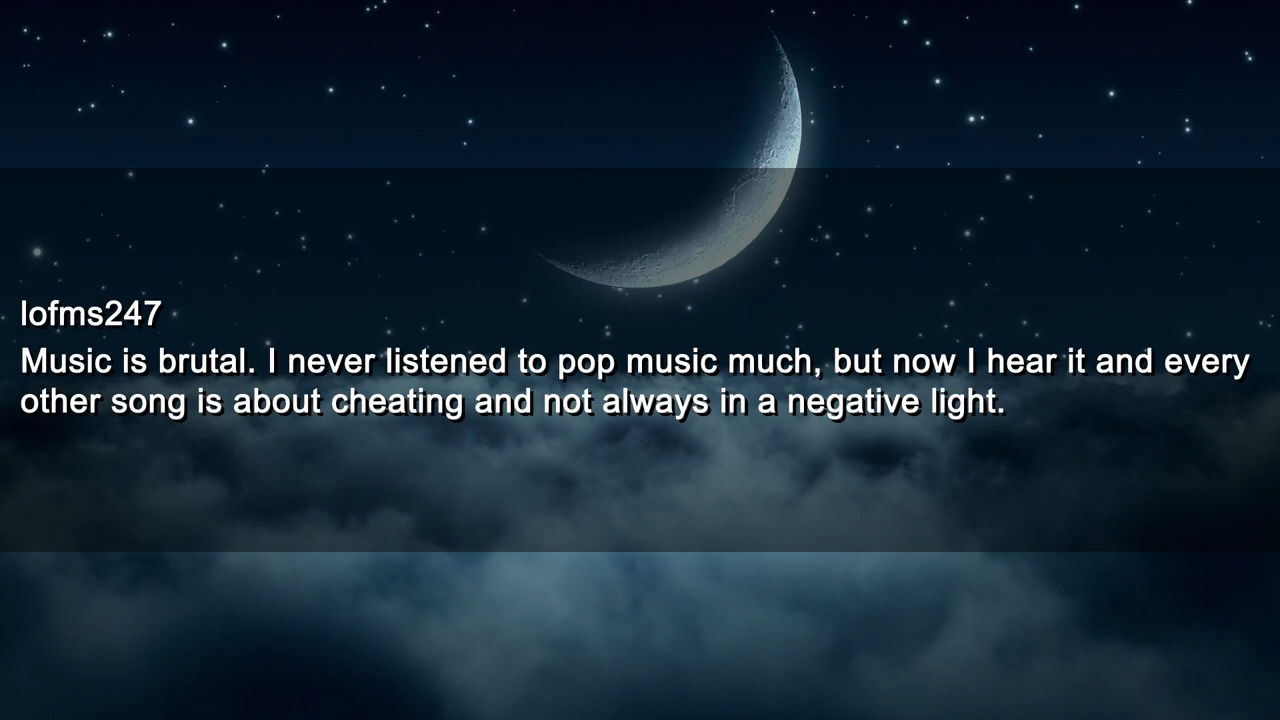 lofms247
Music is brutal. I never listened to pop music much, but now I hear it and every
other song is about cheating and not always in a negative light.